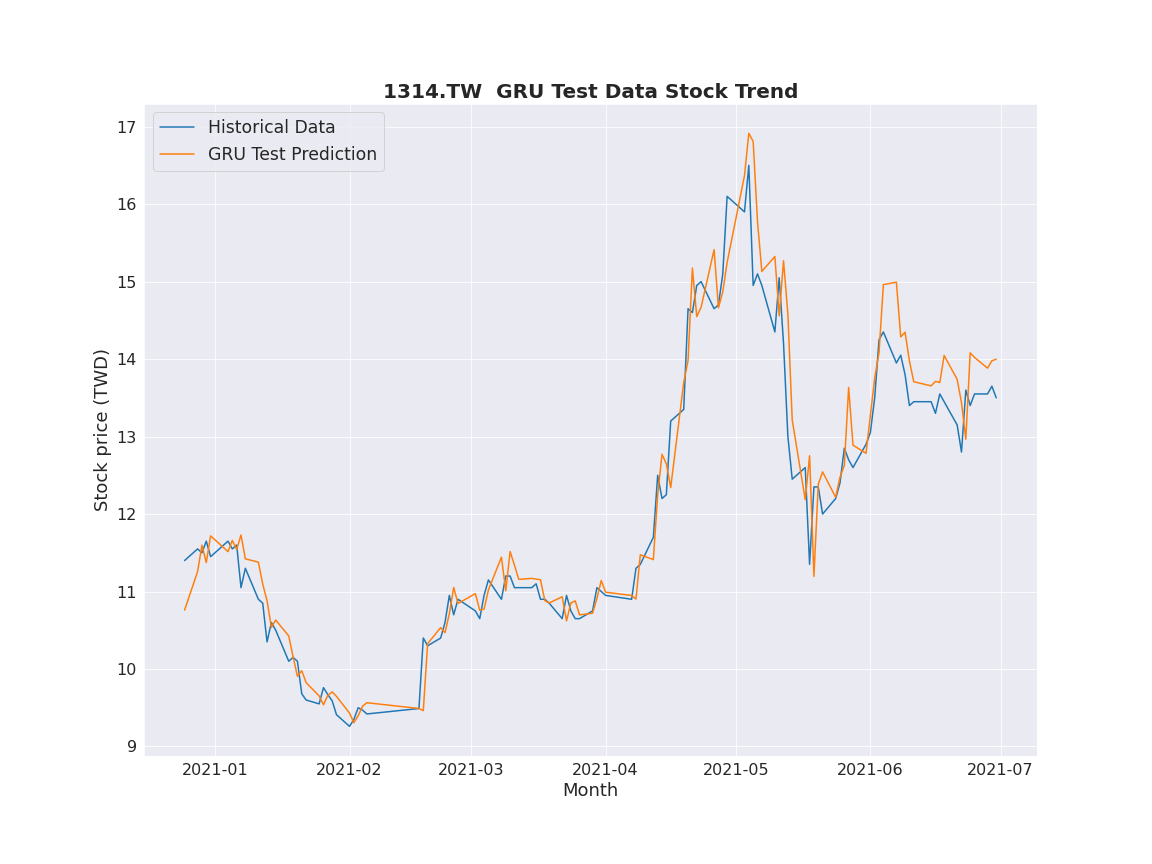 1314.TW  GRU Test Data Stock Trend
Historical Data
GRU Test Prediction
17
16
15
14
13
12
11
10
9
Stock price (TWD)
2021-01 2021-02 2021-03 2021-04 2021-05 2021-06 2021-07
Month